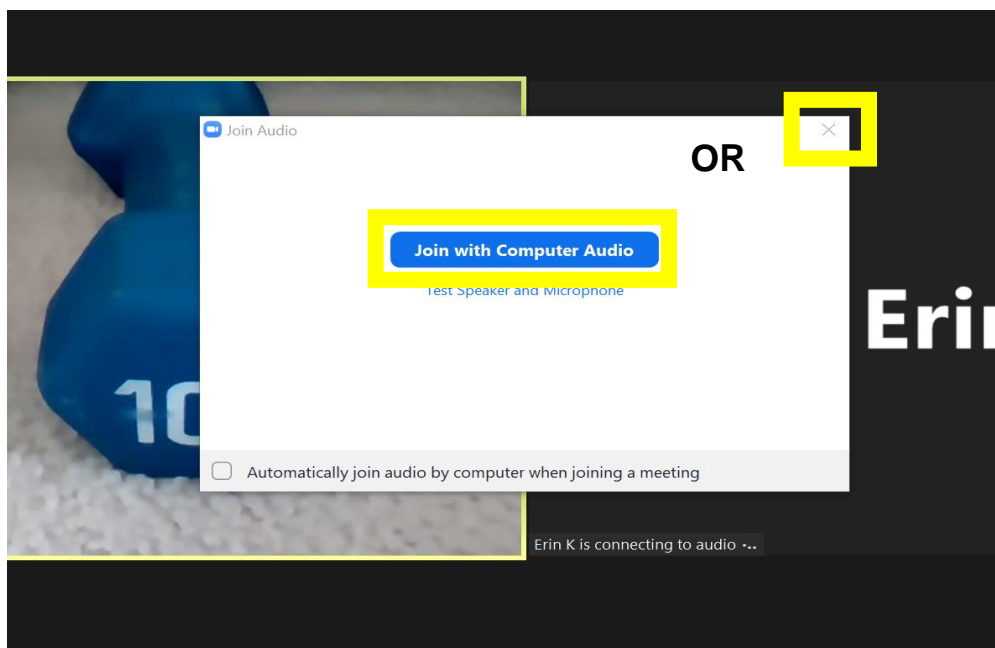 Join Audio
OR
Join with Computer Audio
Test Speaker and Microphone
Automatically join audio by computer when joining a meeting
10
Erin K is connecting to audio